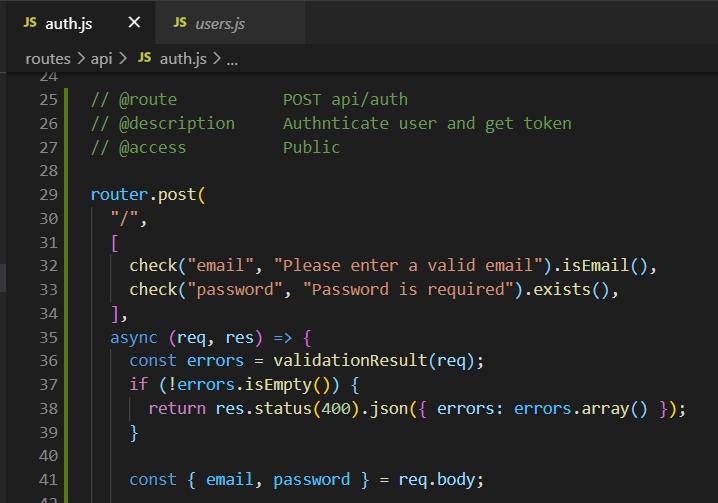 JS auth.js ×
JS users.js
routes > api > JS auth.js > ...
24
25 // @route POST api/auth
26 // @description Authnticate user and get token
27 // @access Public
28
29 router.post(
30 "/",
31 [
32 check("email", "Please enter a valid email").isEmail(),
33 check("password", "Password is required").exists(),
34 ],
35 async (req, res) => {
36 const errors = validationResult(req);
37 if (!errors.isEmpty()) {
38 return res.status(400).json({ errors: errors.array() });
39 }
40
41 const { email, password } = req.body;